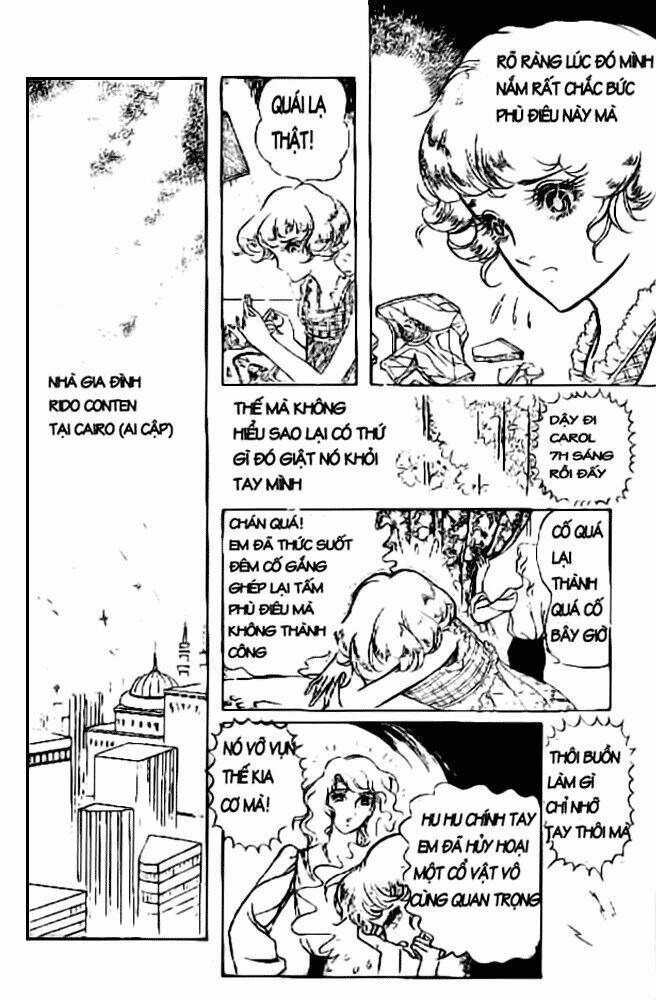 NHÀ GIA ĐÌNH
RIDO CONTEN
TẠI CAIRO (AI CẬP)
QUÁI LẠ
THẬT!
RÕ RÀNG LÚC ĐÓ MÌNH
NẮM RẤT CHẮC BỨC
PHÙ ĐIÊU NÀY MÀ
THẾ MÀ KHÔNG
HIỂU SAO LẠI CÓ THỨ
GÌ ĐÓ GIẬT NÓ KHỎI
TAY MÌNH
DẬY ĐI
CAROL
7H SÁNG
RỒI ĐẤY
CHÁN QUÁ!
EM ĐÃ THỨC SUỐT
ĐÊM CỐ GẮNG
GHÉP LẠI TẤM
PHÙ ĐIÊU MÀ
KHÔNG THÀNH
CÔNG
CỐ QUÁ
LẠI
THÀNH
QUÁ CỐ
BÂY GIỜ
NÓ VỠ VỤN
THẾ KIA
CƠ MÀ!
HU HU CHÍNH TAY
EM ĐÃ HỦY HOẠI
MỘT CỔ VẬT VÔ
CÙNG QUAN TRỌNG
THÔI BUỒN
LÀM GÌ
CHỈ NHỠ
TAY THÔI MÀ